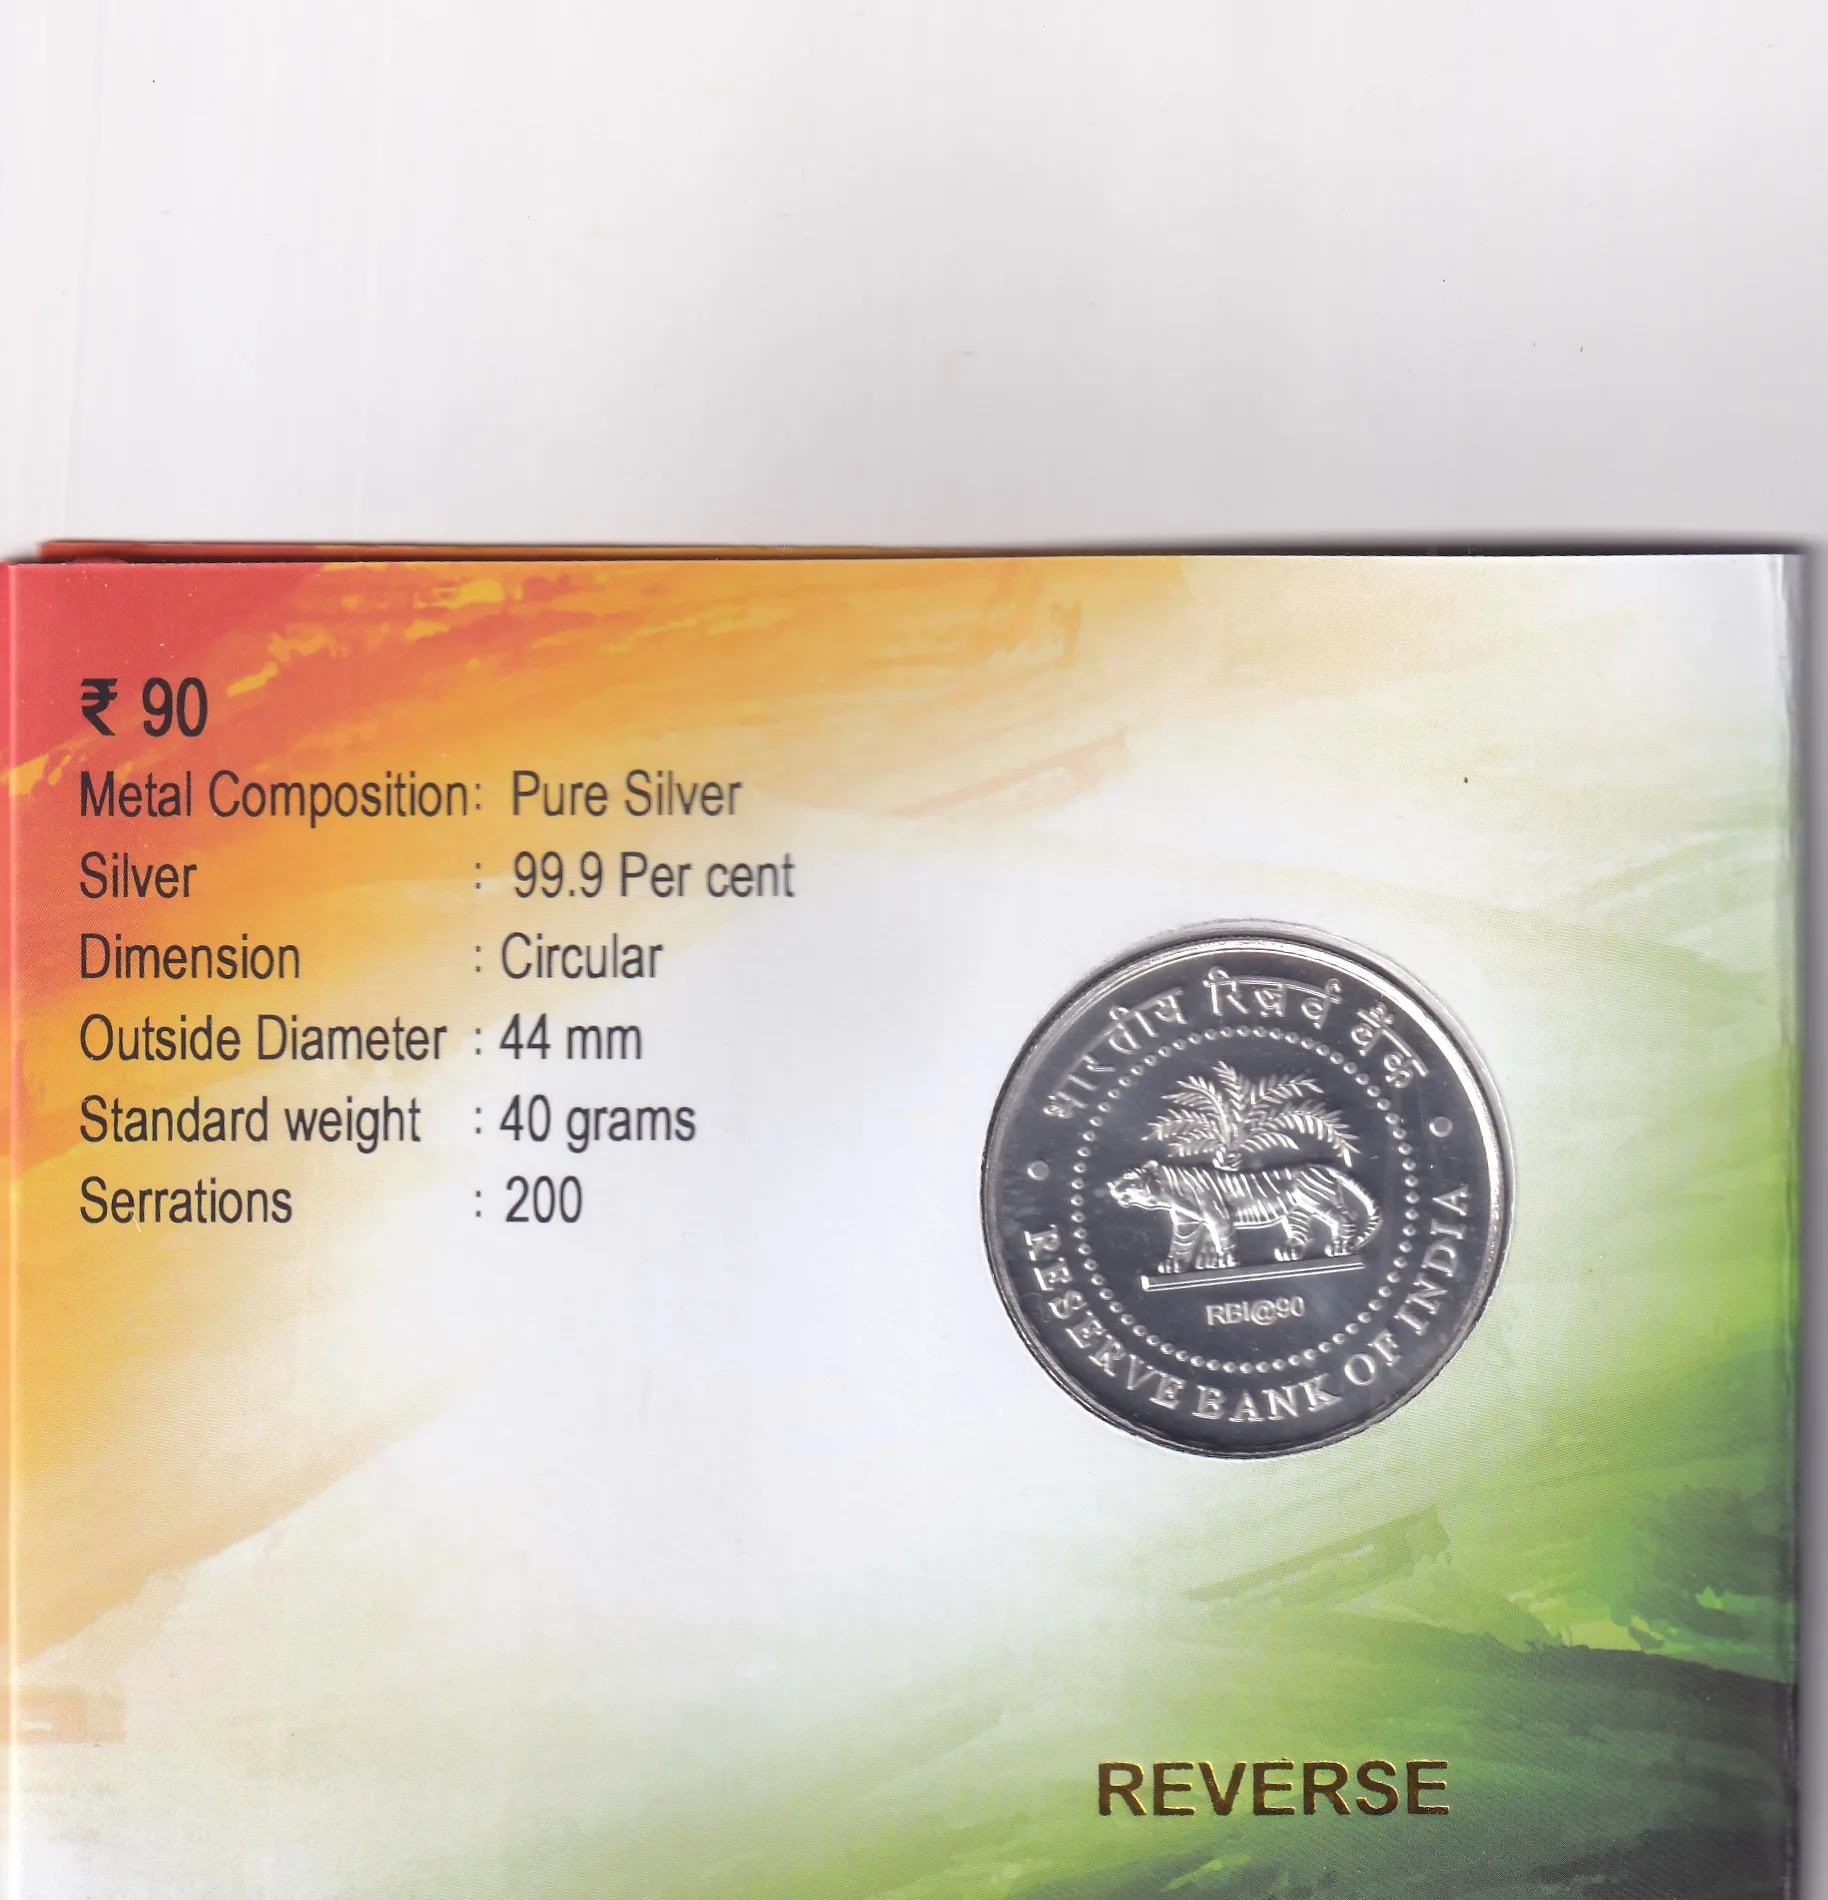 ₹ 90
Metal Composition: Pure Silver
Silver : 99.9 Per cent
Dimension : Circular
Outside Diameter : 44 mm
Standard weight : 40 grams
Serrations : 200
भारतीय रिज़र्व बैंक
RBI@90
RESERVE BANK OF INDIA
REVERSE